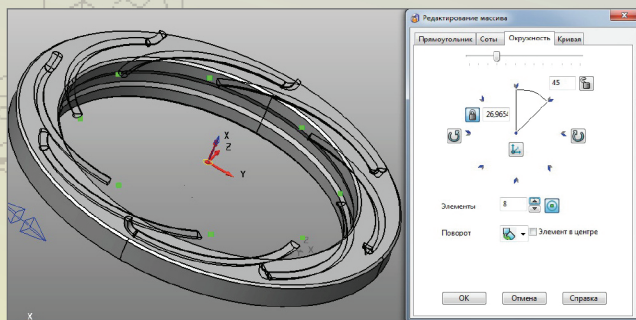 Редактирование массива
Прямоугольник Соты Окружность Кривая
45
26,9654
Элементы 8
Поворот Элемент в центре
OK Отмена Справка
X
Z
Y
X
X